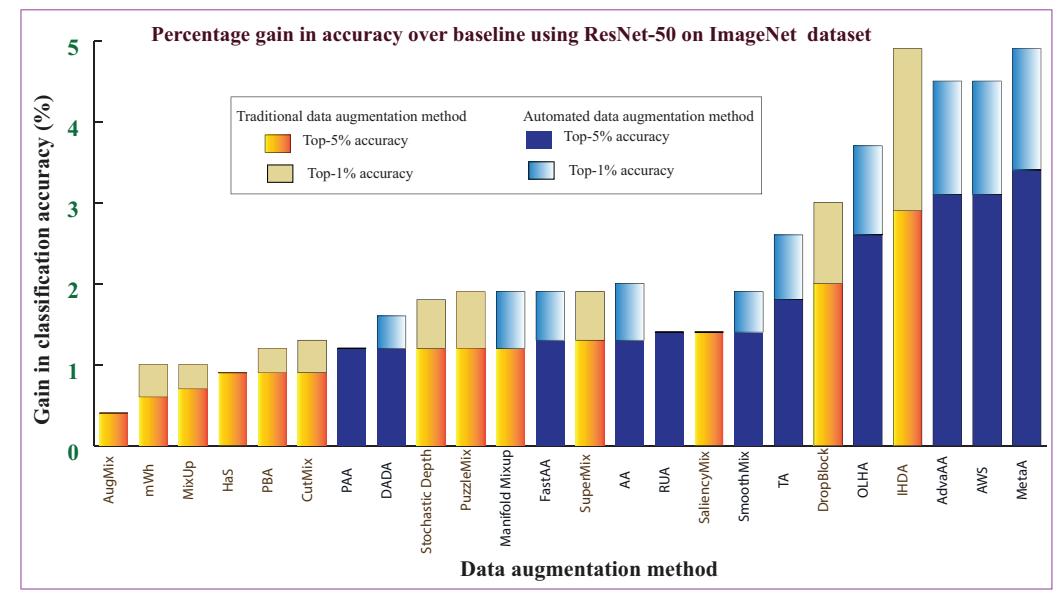 Percentage gain in accuracy over baseline using ResNet-50 on ImageNet dataset
Gain in classification accuracy (%)
5
4
3
2
1
0
Traditional data augmentation method
Top-5% accuracy
Top-1% accuracy
Automated data augmentation method
Top-5% accuracy
Top-1% accuracy
AugMix
mWh
MixUp
HaS
PBA
CutMix
PAA
DADA
Stochastic Depth
PuzzleMix
Manifold Mixup
FastAA
SuperMix
AA
RUA
SaliencyMix
SmoothMix
TA
DropBlock
OLHA
IHDA
AdvaAA
AWS
MetaA
Data augmentation method